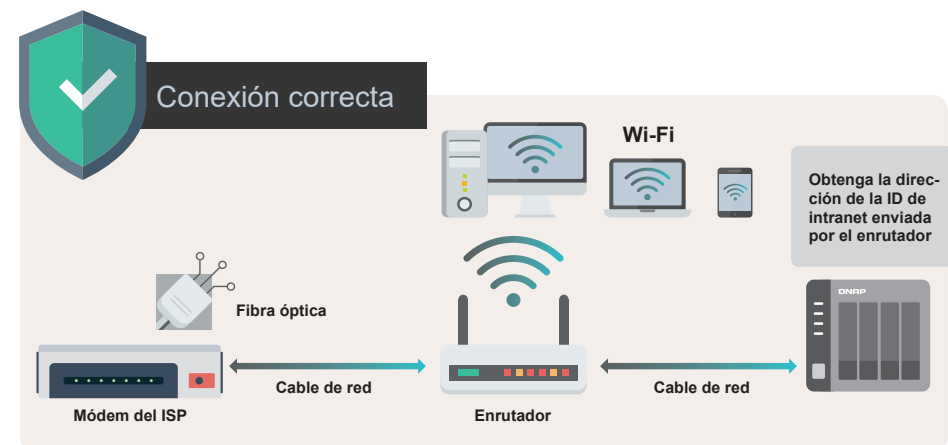 Conexión correcta
Wi-Fi
Obtenga la direc-
ción de la ID de
intranet enviada
por el enrutador
QNAP
Fibra óptica
Cable de red
Cable de red
Módem del ISP
Enrutador